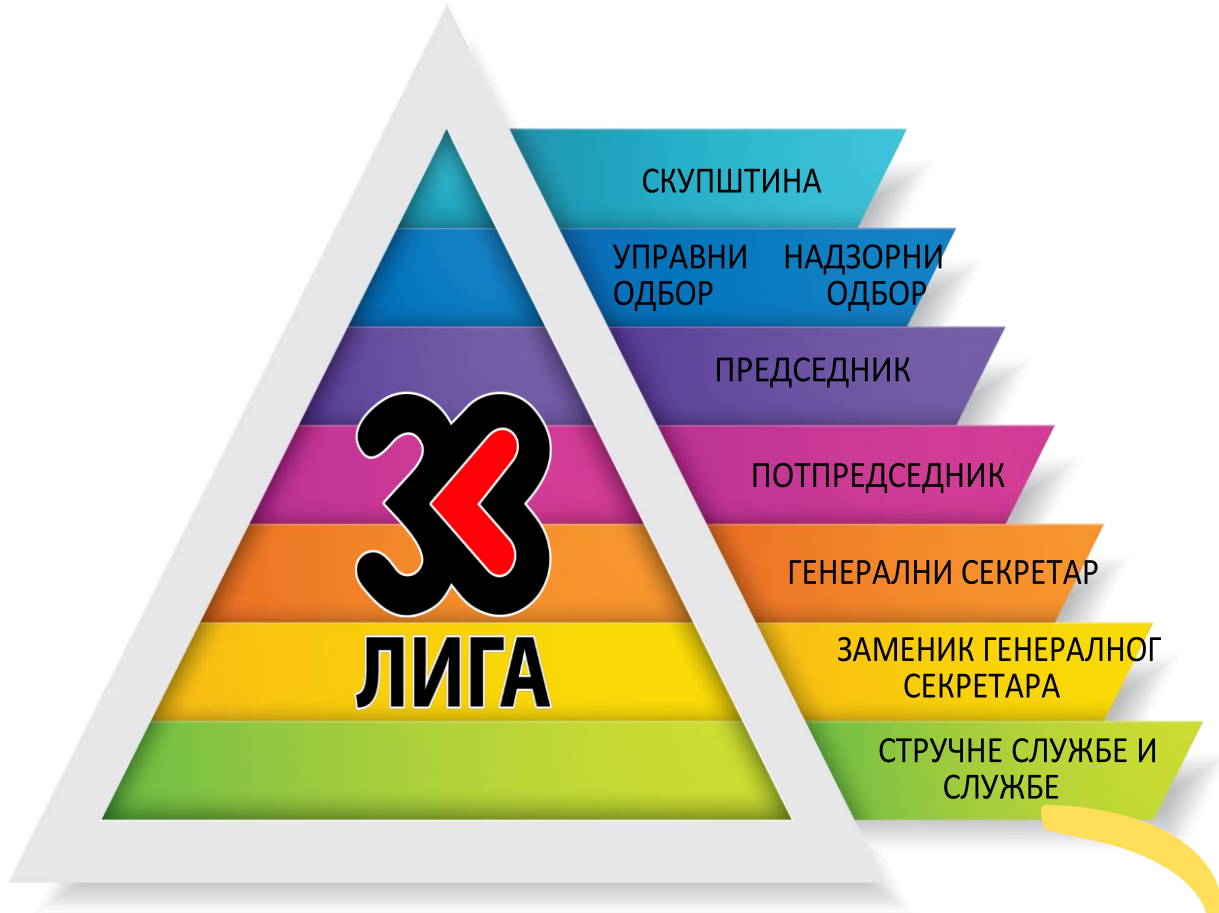 СКУПШТИНА
УПРАВНИ НАДЗОРНИ
ОДБОР ОДБОР
ПРЕДСЕДНИК
ПОТПРЕДСЕДНИК
ГЕНЕРАЛНИ СЕКРЕТАР
ЗАМЕНИК ГЕНЕРАЛНОГ
СЕКРЕТАРА
СТРУЧНЕ СЛУЖБЕ И
СЛУЖБЕ
ЛИГА